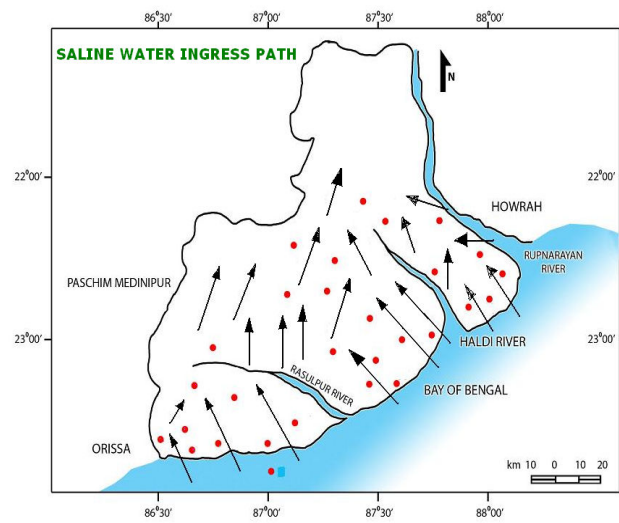 86°30' 87°00' 87°30' 88°00'
SALINE WATER INGRESS PATH
N
22°00' 22°00'
HOWRAH
RUPNARAYAN
RIVER
PASCHIM MEDINIPUR
23°00' 23°00'
HALDI RIVER
RASULPUR RIVER
BAY OF BENGAL
ORISSA
km 10 0 10 20
86°30' 87°00' 87°30' 88°00'